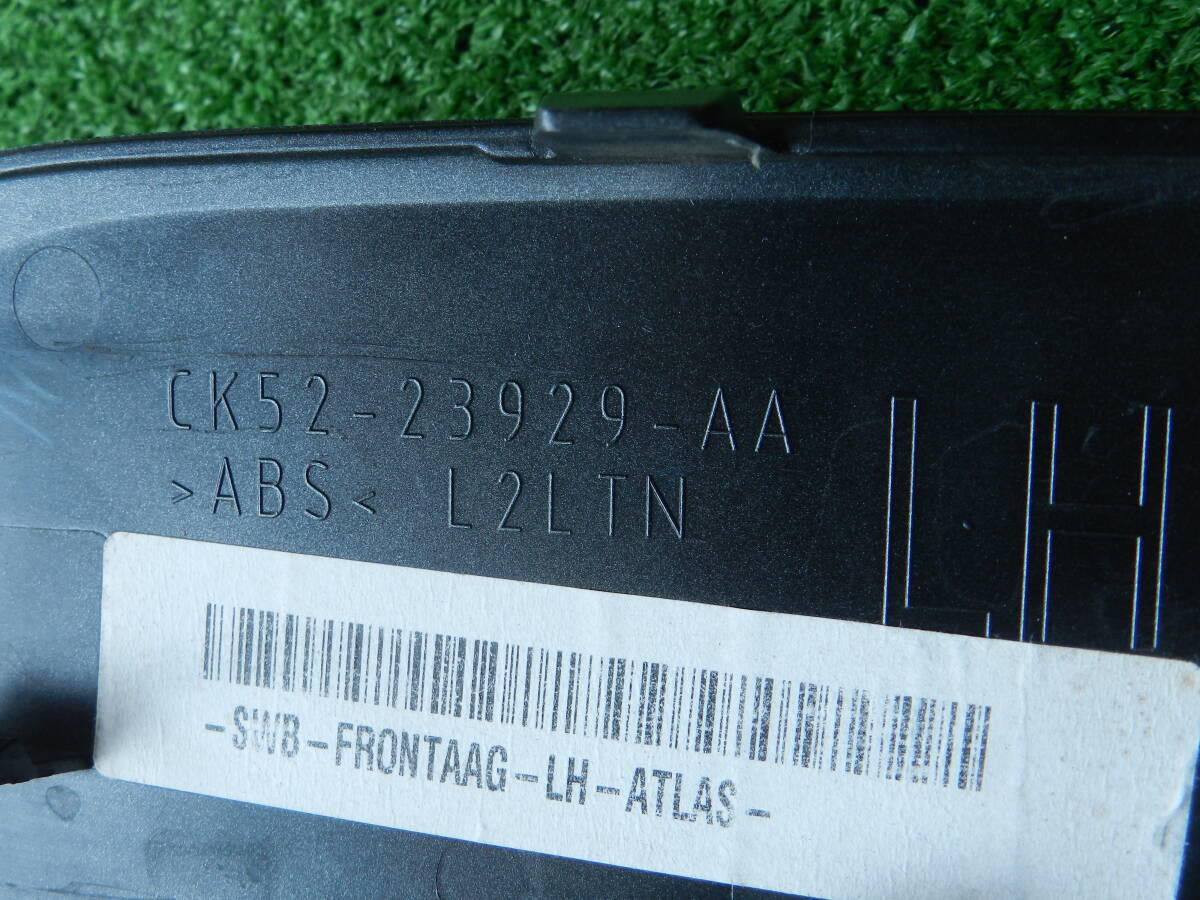 CK52-23929-AA
>ABS< L2LTN
LH
-SWB-FRONTAAG-LH-ATLAS-